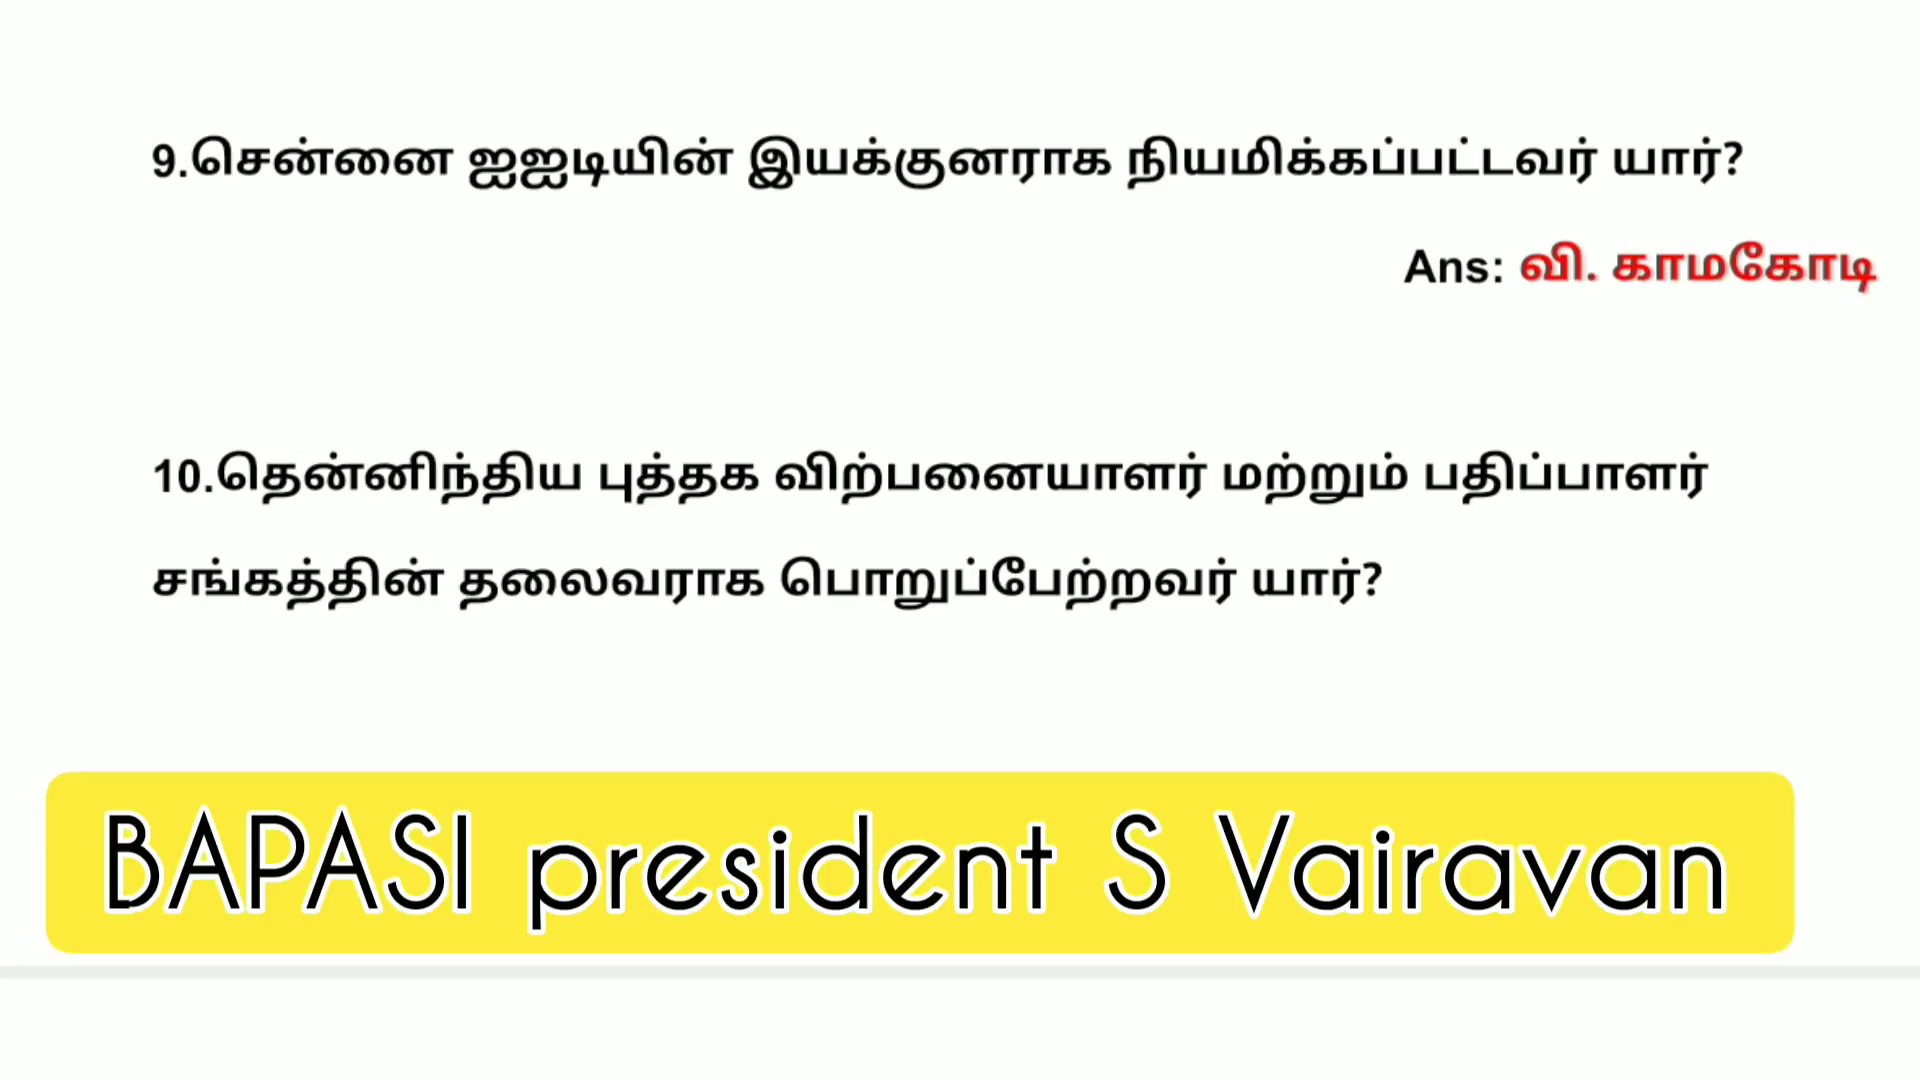 9.சென்னை ஐஐடியின் இயக்குனராக நியமிக்கப்பட்டவர் யார்?
Ans: வி. காமகோடி
10.தென்னிந்திய புத்தக விற்பனையாளர் மற்றும் பதிப்பாளர்
சங்கத்தின் தலைவராக பொறுப்பேற்றவர் யார்?
BAPASI president S Vairavan